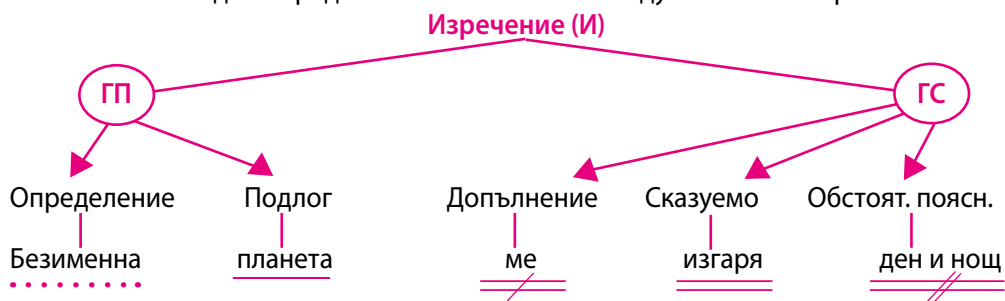 Изречение (И)
ГП ГС
Определение Подлог Допълнение Сказуемо Обстоят. поясн.
Безименна планета ме изгаря ден и нощ